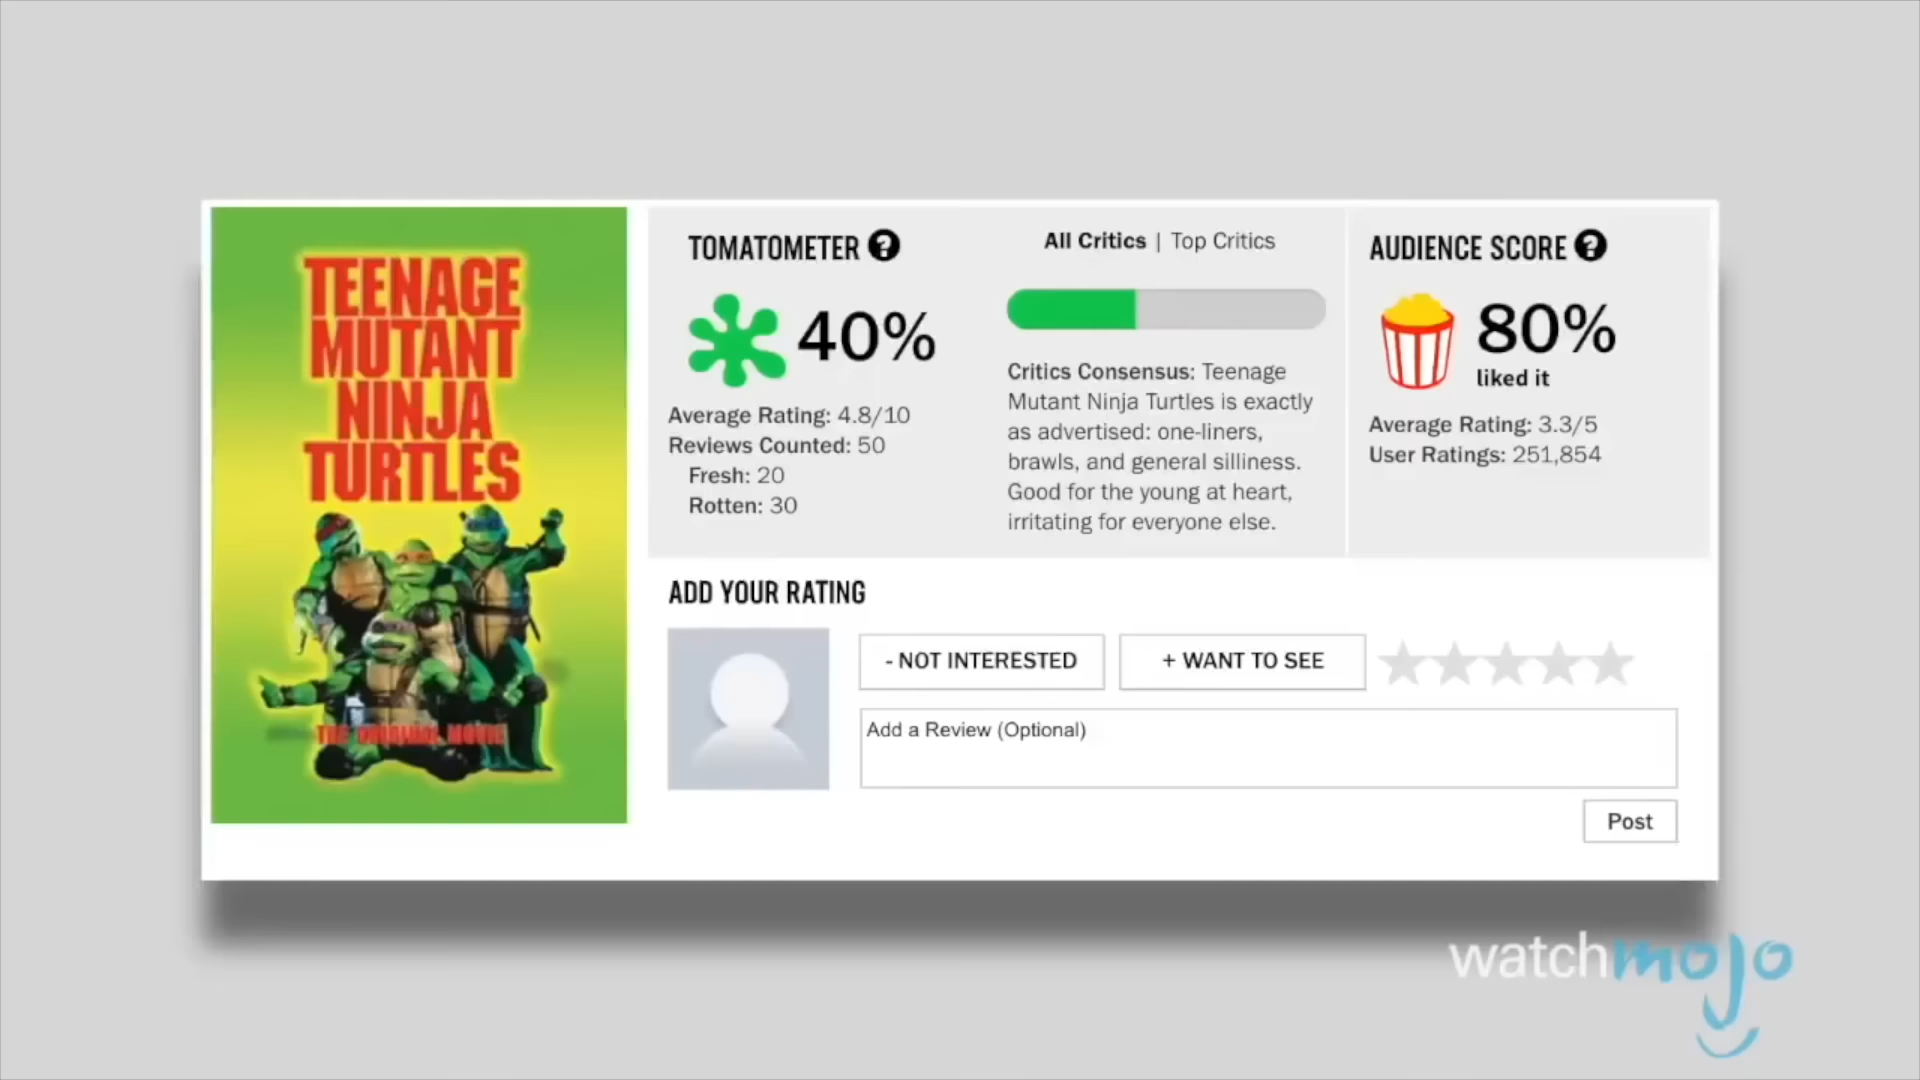 TEENAGE
MUTANT
NINJA
TURTLES
THE ORIGINAL MOVIE
TOMATOMETER ?
40%
Average Rating: 4.8/10
Reviews Counted: 50
Fresh: 20
Rotten: 30
All Critics | Top Critics
Critics Consensus: Teenage
Mutant Ninja Turtles is exactly
as advertised: one-liners,
brawls, and general silliness.
Good for the young at heart,
irritating for everyone else.
AUDIENCE SCORE ?
80%
liked it
Average Rating: 3.3/5
User Ratings: 251,854
ADD YOUR RATING
- NOT INTERESTED
+ WANT TO SEE
Add a Review (Optional)
Post
watchmojo